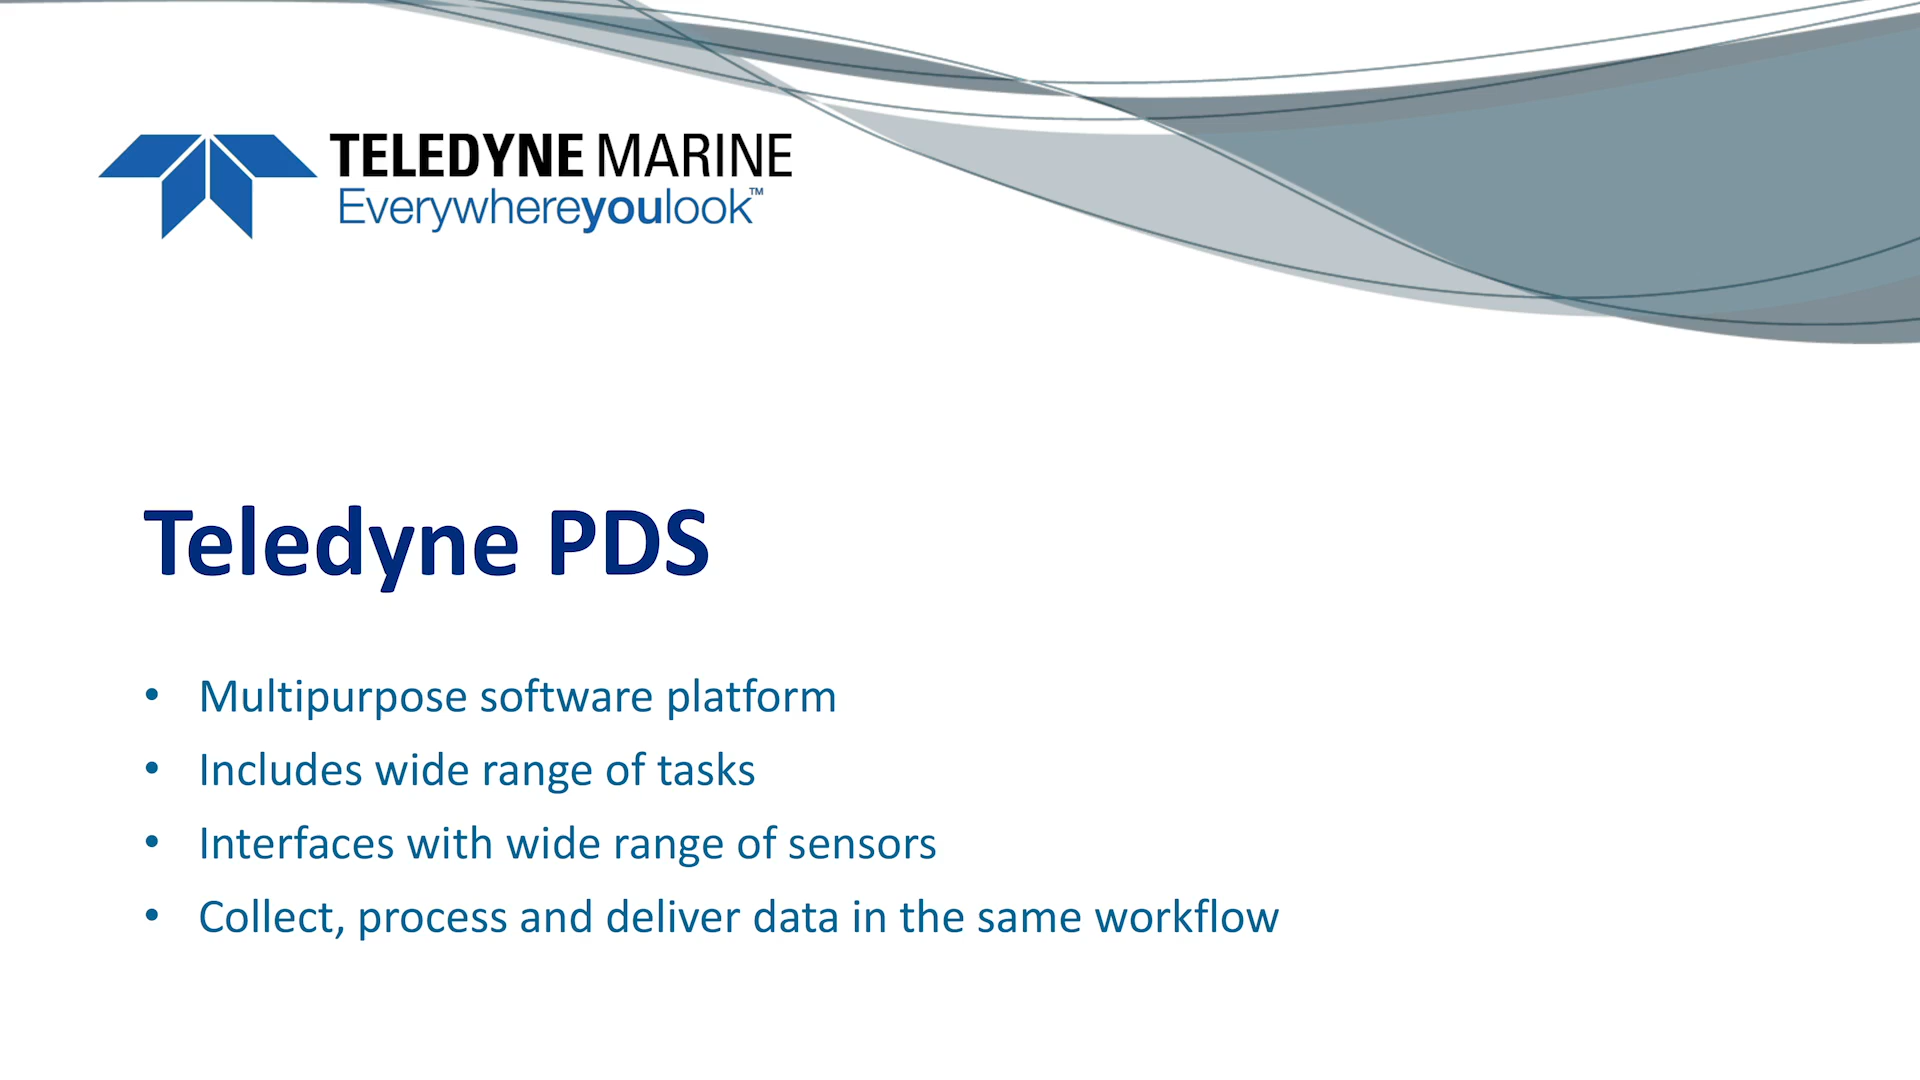 TELEDYNE MARINE
Everywhereyoulook™
Teledyne PDS
• Multipurpose software platform
• Includes wide range of tasks
• Interfaces with wide range of sensors
• Collect, process and deliver data in the same workflow